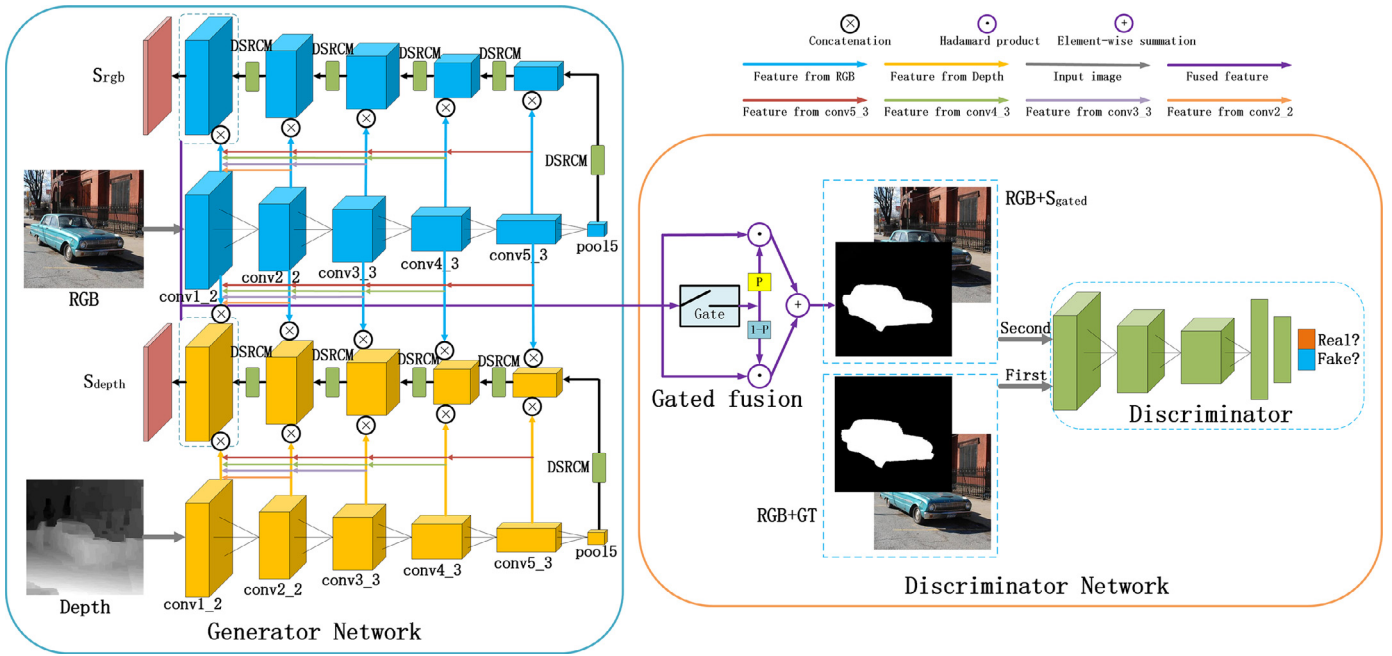 Concatenation
Hadamard product
Element-wise summation
Feature from RGB
Feature from Depth
Input image
Fused feature
Feature from conv5_3
Feature from conv4_3
Feature from conv3_3
Feature from conv2_2
Srgb
DSRCM
DSRCM
DSRCM
DSRCM
DSRCM
RGB
conv1_2
conv2_2
conv3_3
conv4_3
conv5_3
pool5
Sdepth
DSRCM
DSRCM
DSRCM
DSRCM
DSRCM
Depth
conv1_2
conv2_2
conv3_3
conv4_3
conv5_3
pool5
Generator Network
Gate
P
1-P
Gated fusion
RGB+Sgated
RGB+GT
Second
First
Real?
Fake?
Discriminator
Discriminator Network